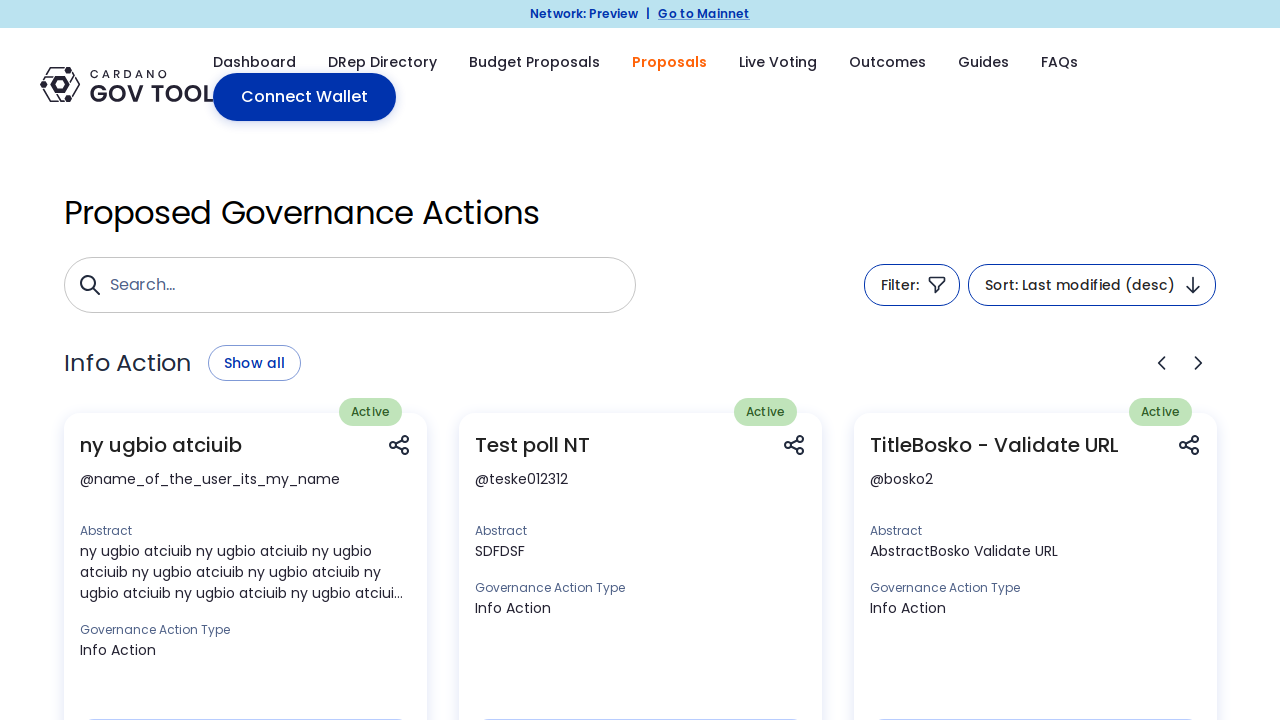 Network: Preview | Go to Mainnet
CARDANO
GOV TOOL
Dashboard DRep Directory Budget Proposals Proposals Live Voting Outcomes Guides FAQs
Connect Wallet
Proposed Governance Actions
Search...
Filter:
Sort: Last modified (desc)
Info Action
Show all
Active
ny ugbio atciuib
@name_of_the_user_its_my_name
Abstract
ny ugbio atciuib ny ugbio atciuib ny ugbio
atciuib ny ugbio atciuib ny ugbio atciuib ny
ugbio atciuib ny ugbio atciuib ny ugbio atciui...
Governance Action Type
Info Action
Active
Test poll NT
@teske012312
Abstract
SDFDSF
Governance Action Type
Info Action
Active
TitleBosko - Validate URL
@bosko2
Abstract
AbstractBosko Validate URL
Governance Action Type
Info Action